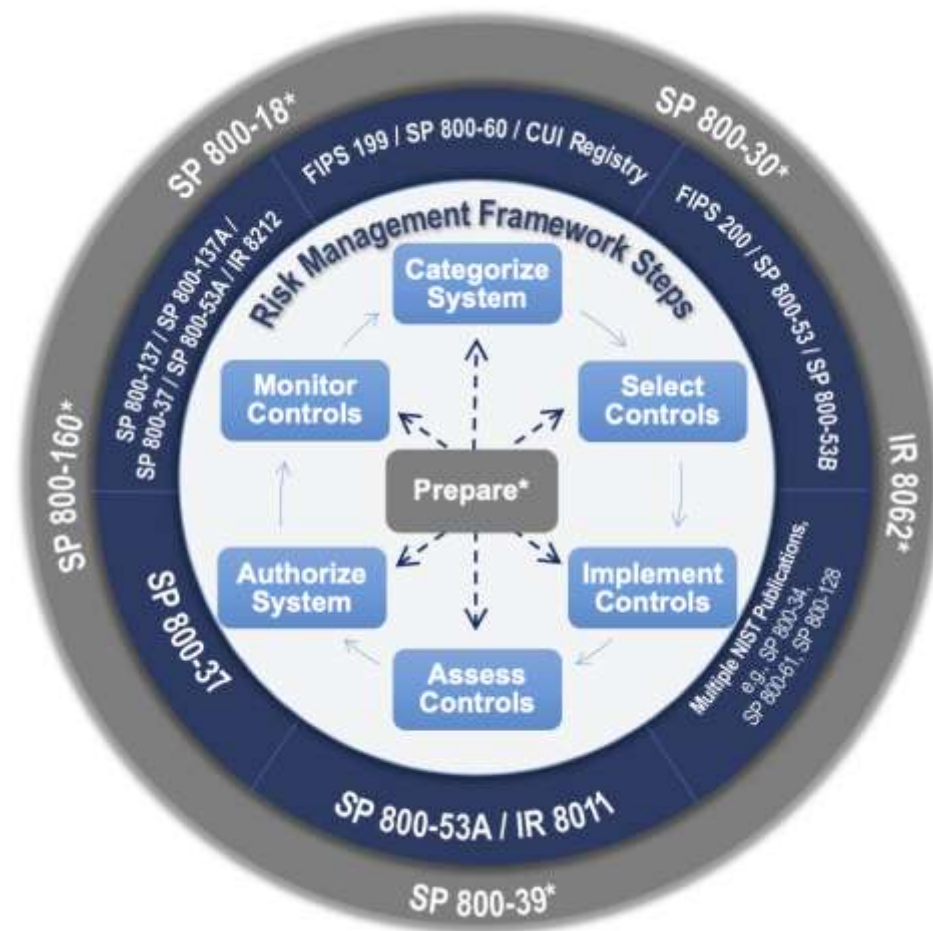 SP 800-18*
SP 800-30*
IR 8062*
SP 800-39*
SP 800-160*
FIPS 199 / SP 800-60 / CUI Registry
FIPS 200 / SP 800-53 / SP 800-53B
Multiple NIST Publications,
e.g., SP 800-34,
SP 800-61, SP 800-128
SP 800-53A / IR 8011
SP 800-37
SP 800-137 / SP 800-137A /
SP 800-37 / SP 800-53A / IR 8212
Risk Management Framework Steps
Categorize
System
Select
Controls
Implement
Controls
Assess
Controls
Authorize
System
Monitor
Controls
Prepare*